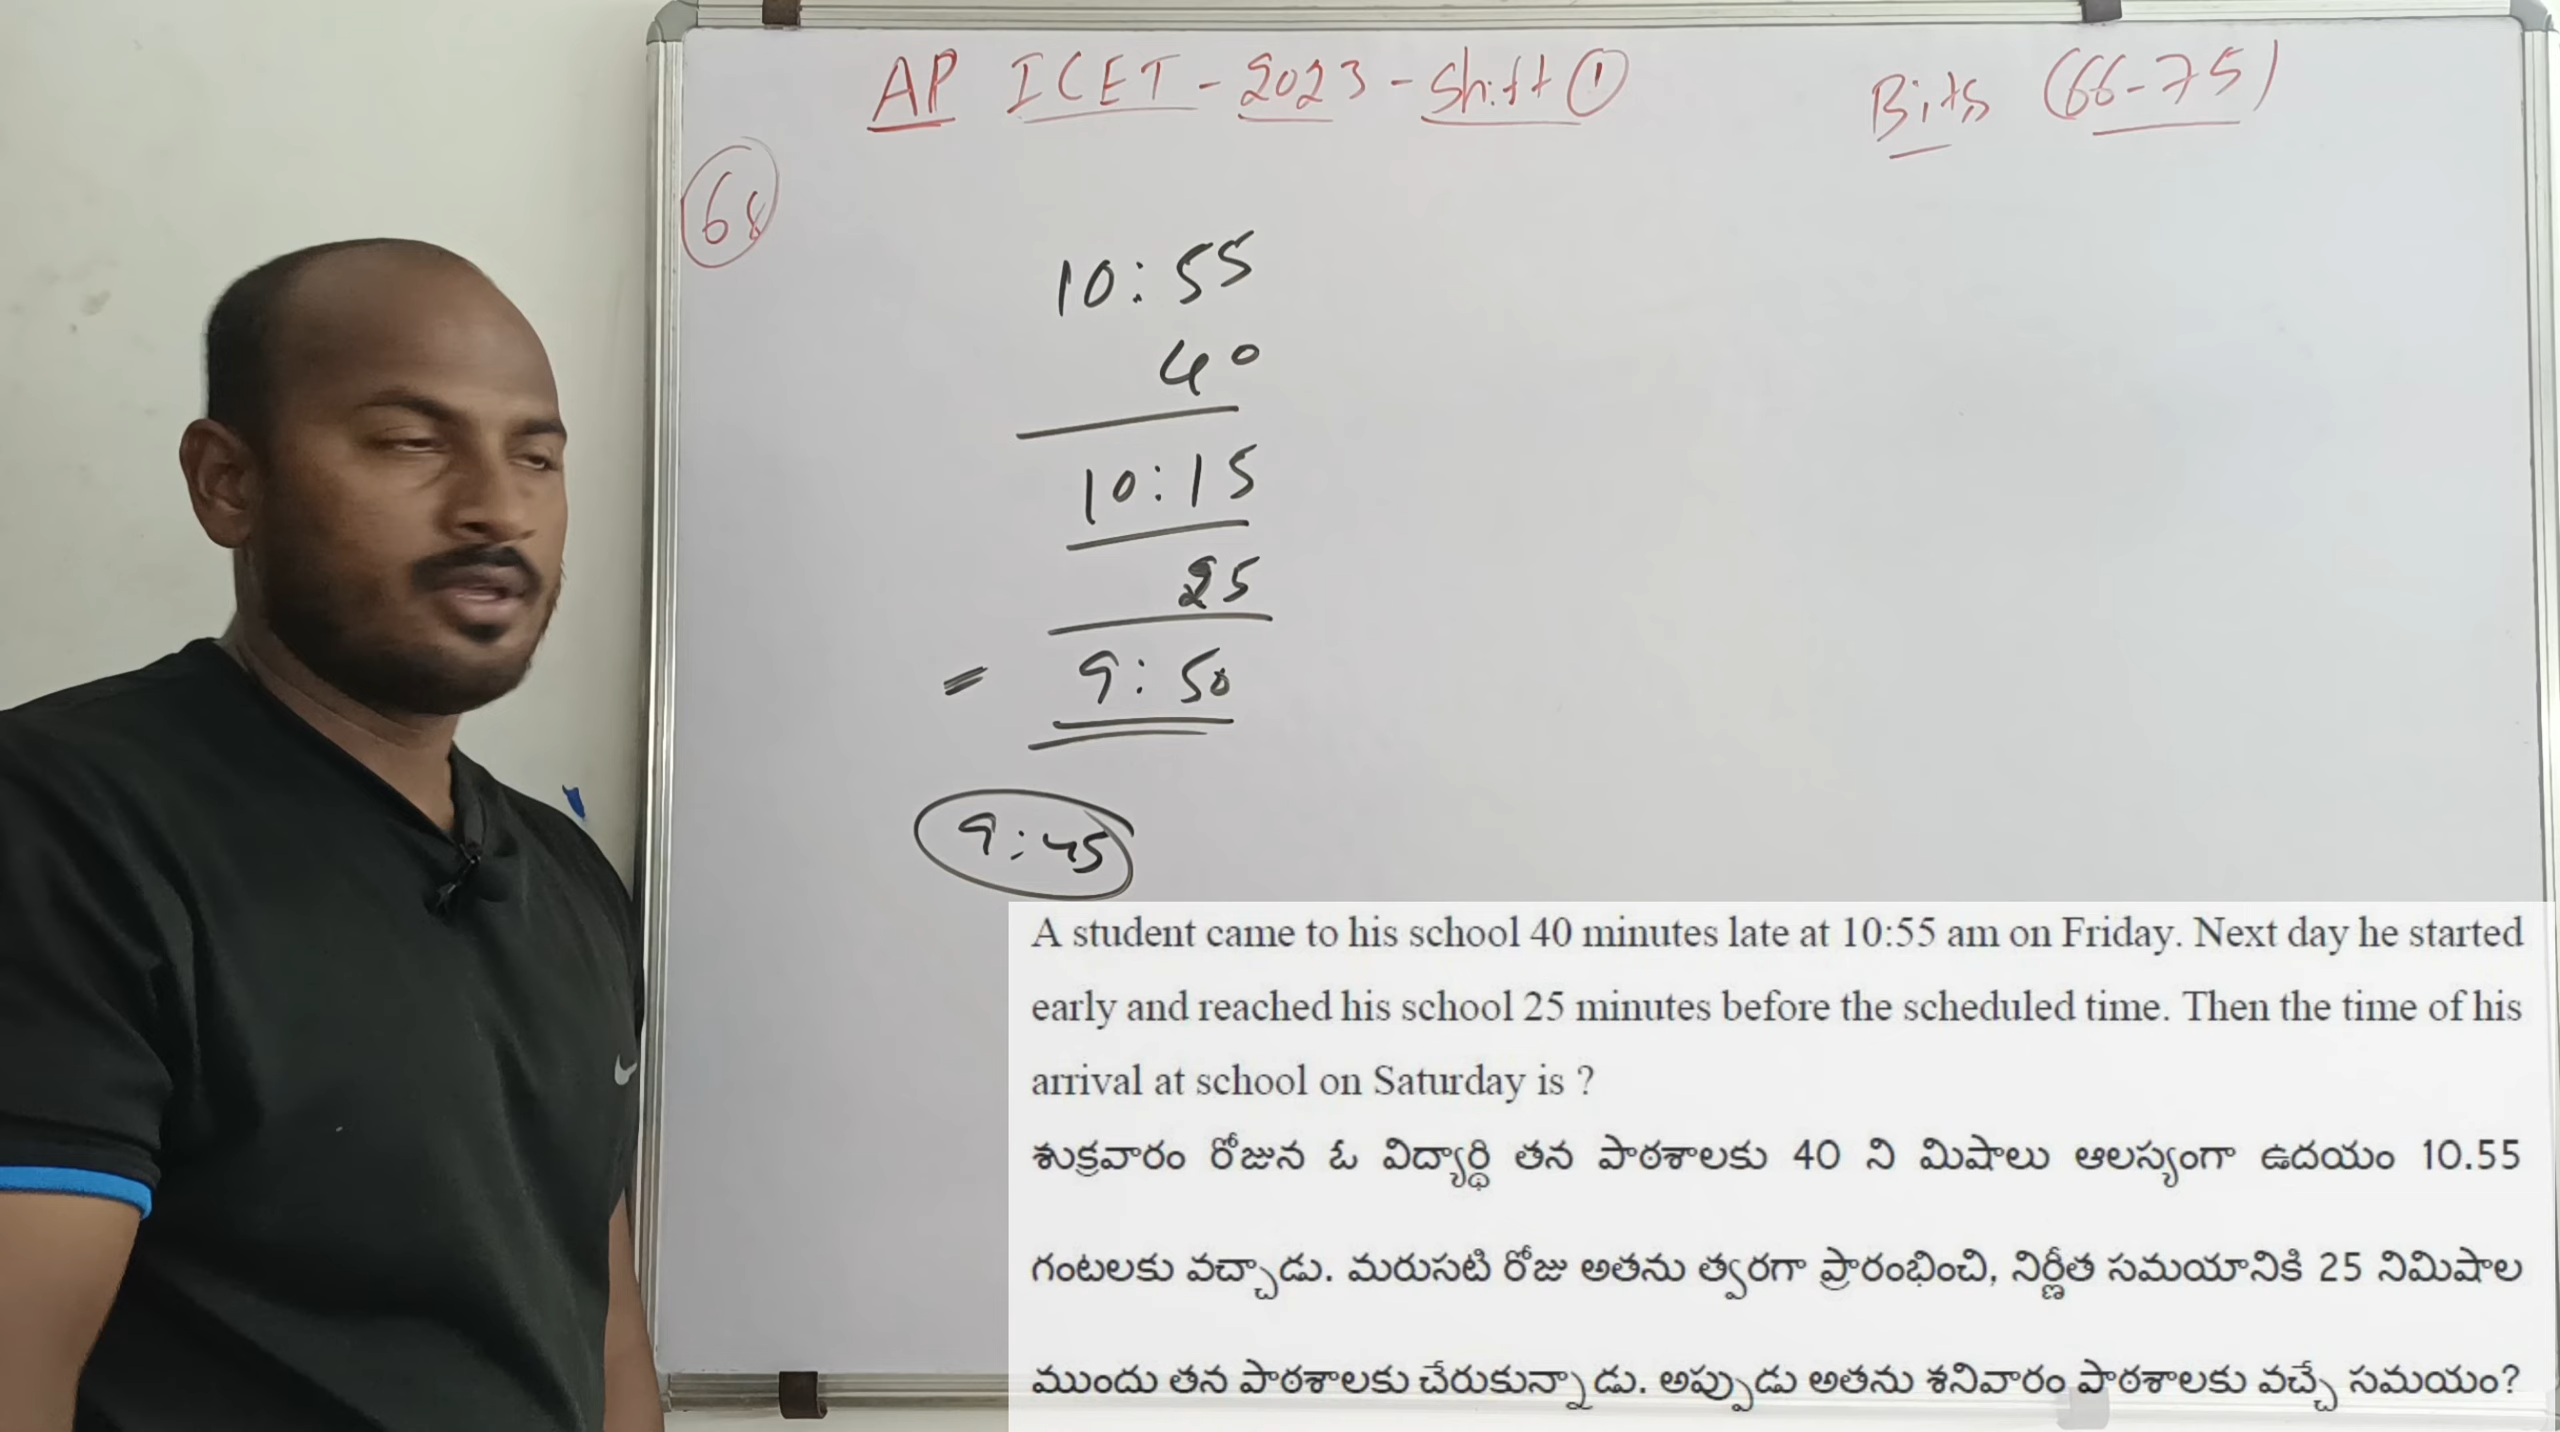 AP ICET - 2023 - Shift ① Bits (66-75)
68
10:55
40
10:15
25
= 9:50
9:45
A student came to his school 40 minutes late at 10:55 am on Friday. Next day he started
early and reached his school 25 minutes before the scheduled time. Then the time of his
arrival at school on Saturday is ?
శుక్రవారం రోజున ఓ విద్యార్థి తన పాఠశాలకు 40 ని మిషాలు ఆలస్యంగా ఉదయం 10.55
గంటలకు వచ్చాడు. మరుసటి రోజు అతను త్వరగా ప్రారంభించి, నిర్ణీత సమయానికి 25 నిమిషాల
ముందు తన పాఠశాలకు చేరుకున్నాడు. అప్పుడు అతను శనివారం పాఠశాలకు వచ్చే సమయం?